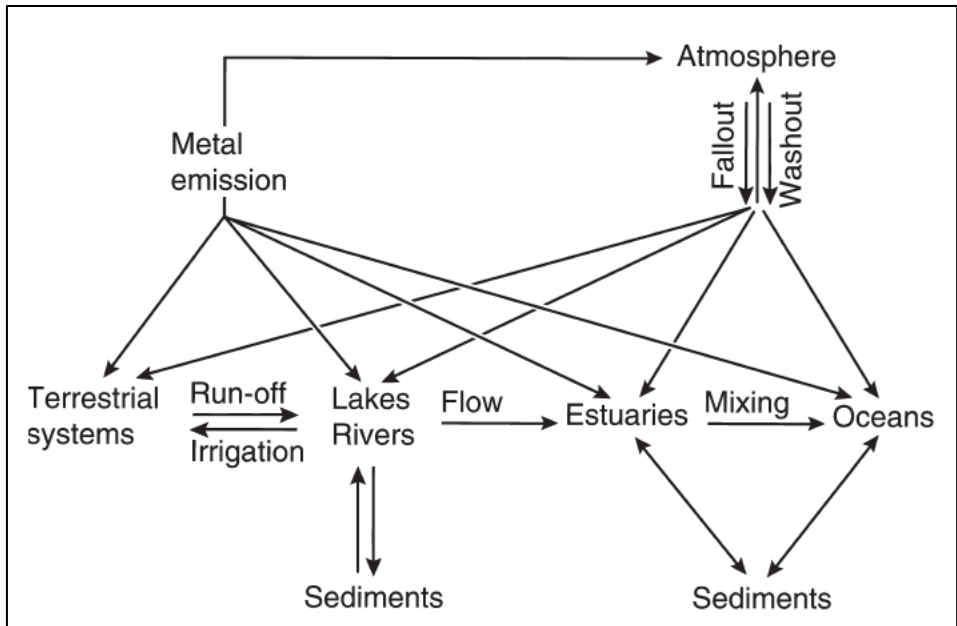 Atmosphere
Metal
emission
Fallout
Washout
Terrestrial
systems
Run-off
Irrigation
Lakes
Rivers
Flow
Estuaries
Mixing
Oceans
Sediments
Sediments